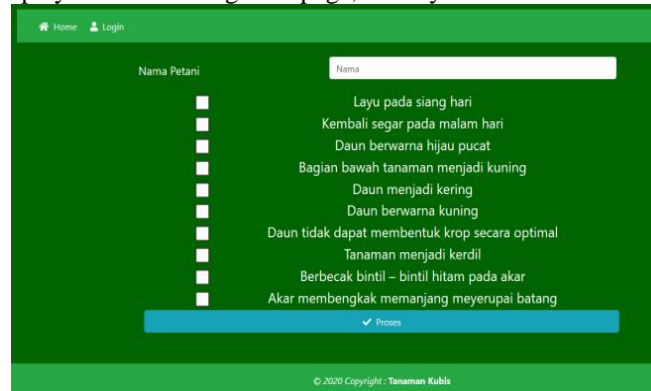 Home Login
Nama Petani Nama
Layu pada siang hari
Kembali segar pada malam hari
Daun berwarna hijau pucat
Bagian bawah tanaman menjadi kuning
Daun menjadi kering
Daun berwarna kuning
Daun tidak dapat membentuk krop secara optimal
Tanaman menjadi kerdil
Berbecak bintil – bintil hitam pada akar
Akar membengkak memanjang meyerupai batang
Proses
© 2020 Copyright : Tanaman Kubis